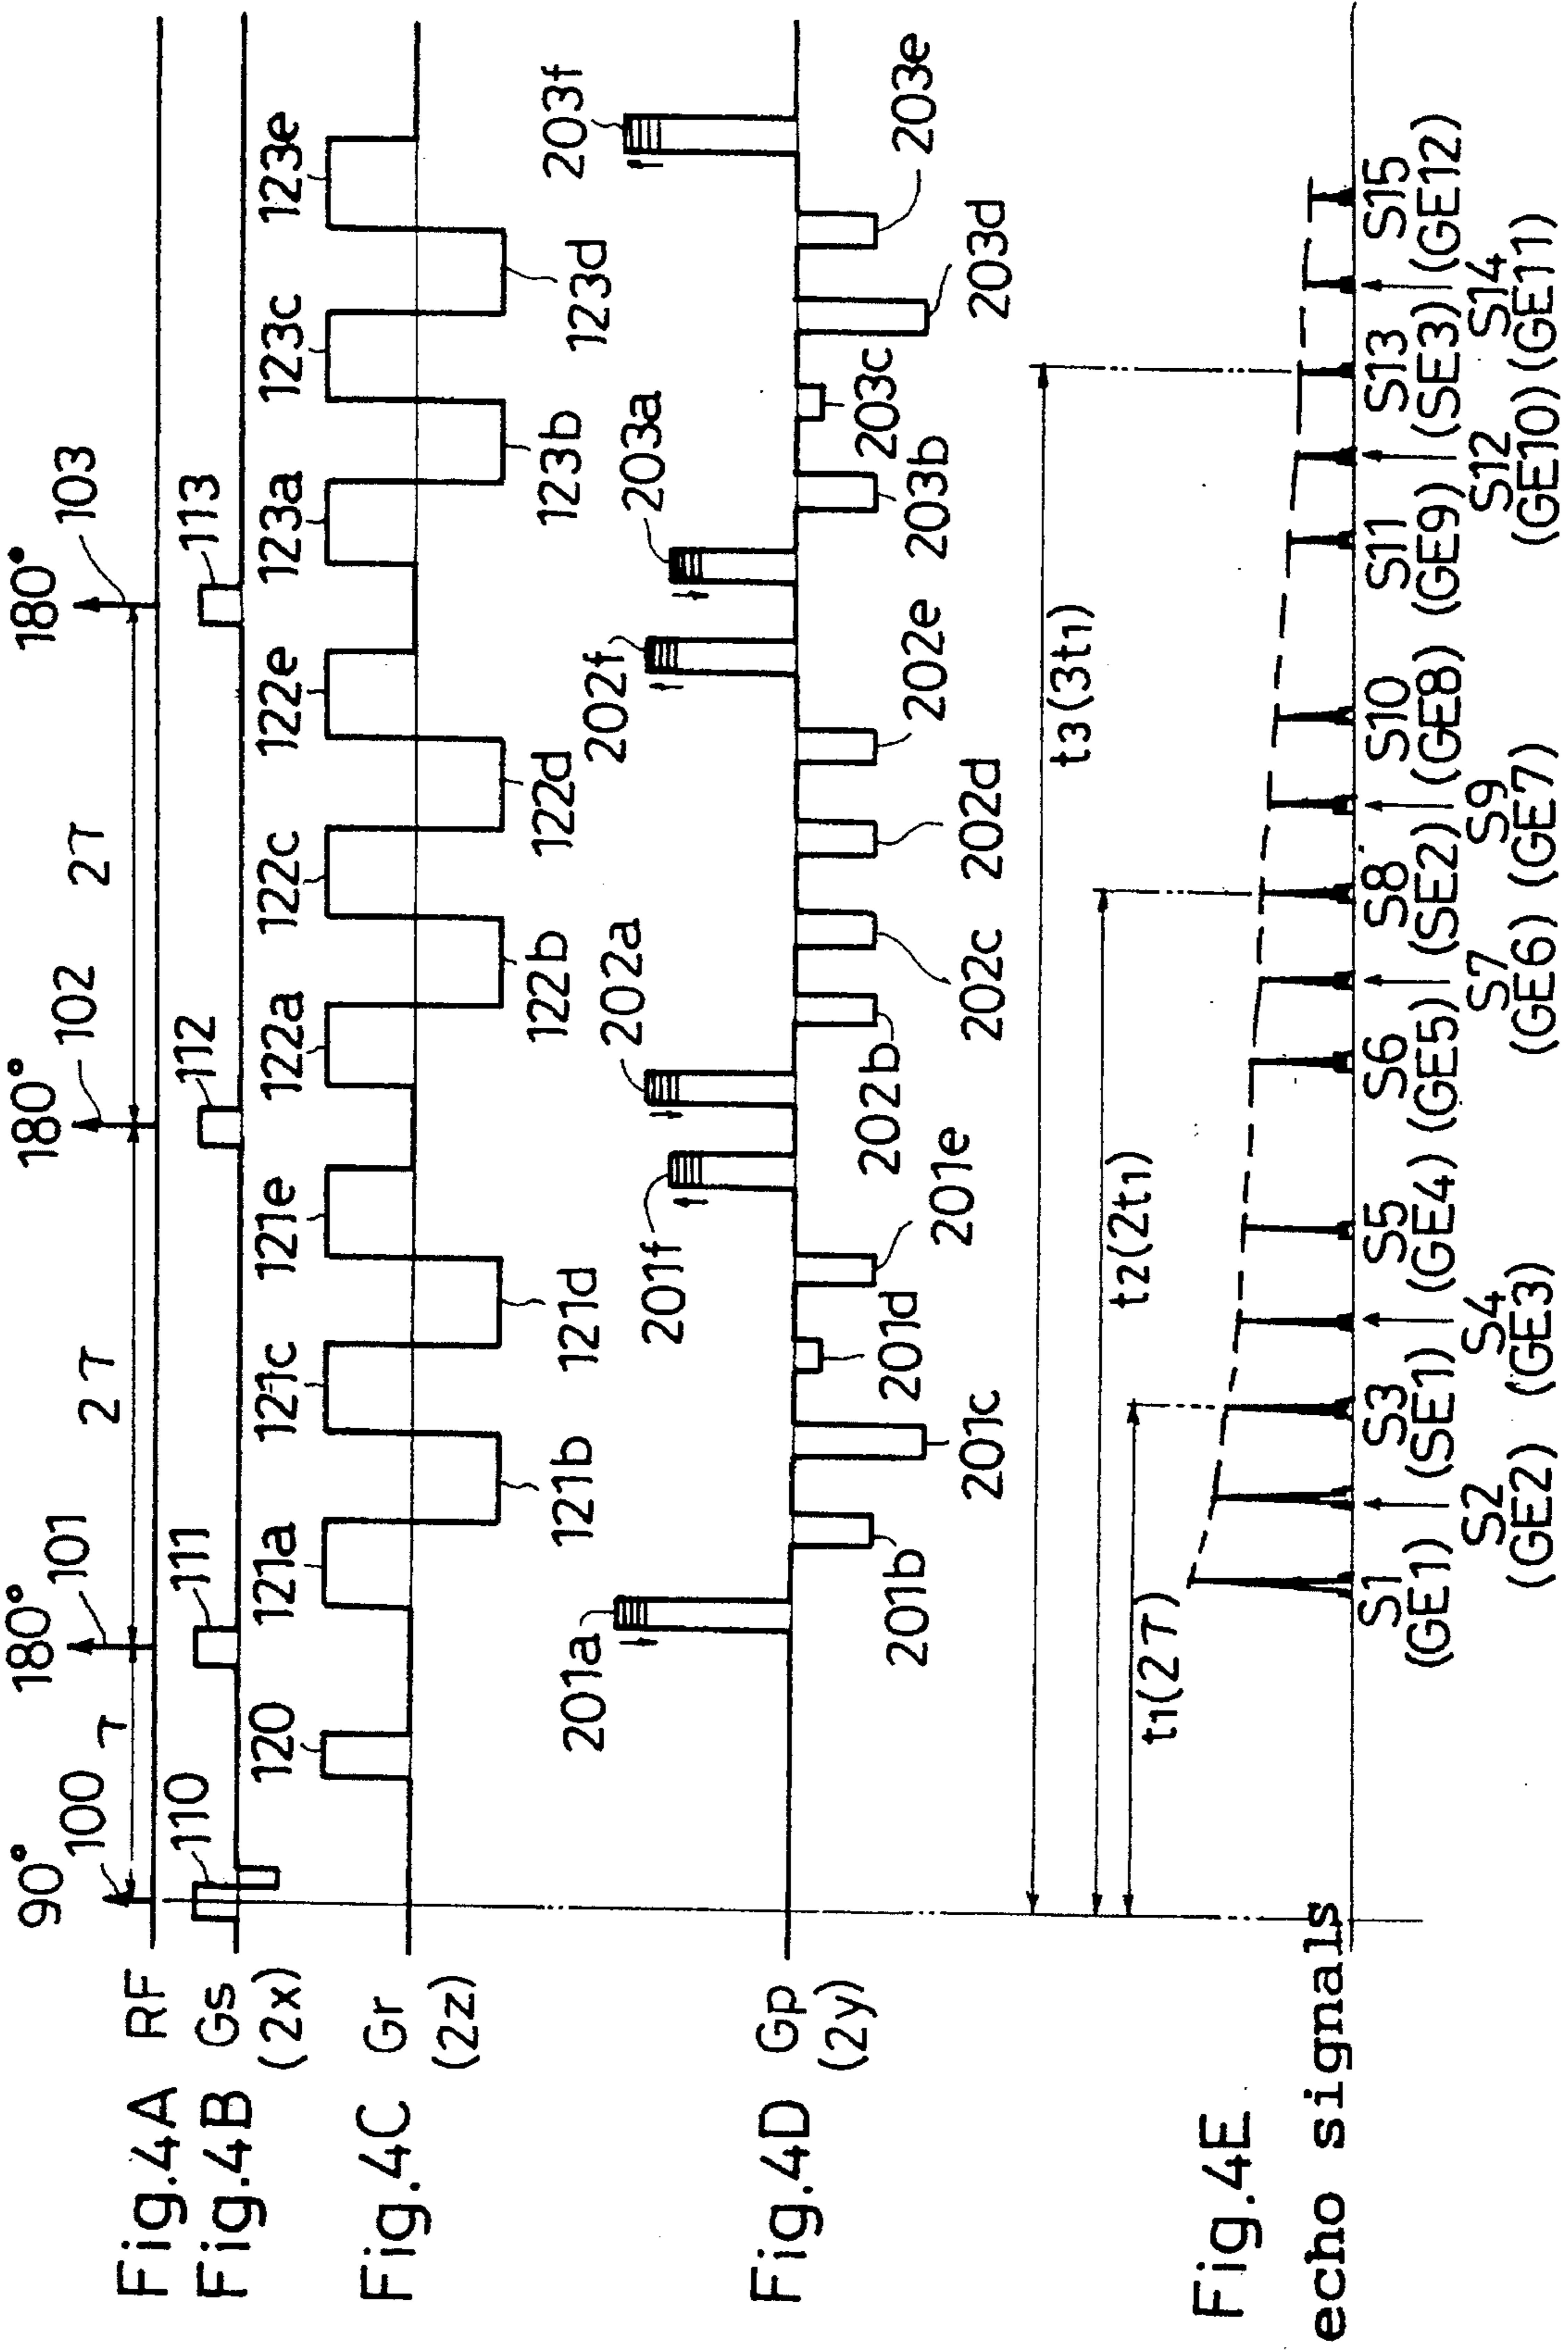 Fig.4A RF
90°
100
τ
180°
101
2τ
180°
102
2τ
180°
103
Fig.4B Gs
(2x)
110
111
112
113
Fig.4C Gr
(2z)
120
121a
121b
121c
121d
121e
122a
122b
122c
122d
122e
123a
123b
123c
123d
123e
Fig.4D Gp
(2y)
201a
201b
201c
201d
201e
201f
202a
202b
202c
202d
202e
202f
203a
203b
203c
203d
203e
203f
Fig.4E
echo signals
t1(2τ)
t2(2t1)
t3(3t1)
S1
(GE1)
S2
(GE2)
S3
(SE1)
S4
(GE3)
S5
(GE4)
S6
(GE5)
S7
(GE6)
S8
(SE2)
S9
(GE7)
S10
(GE8)
S11
(GE9)
S12
(GE10)
S13
(SE3)
S14
(GE11)
S15
(GE12)